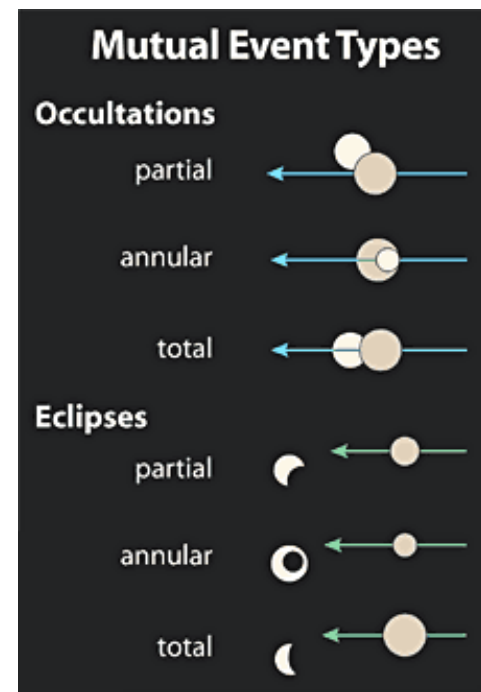 Mutual Event Types
Occultations
partial
annular
total
Eclipses
partial
annular
total